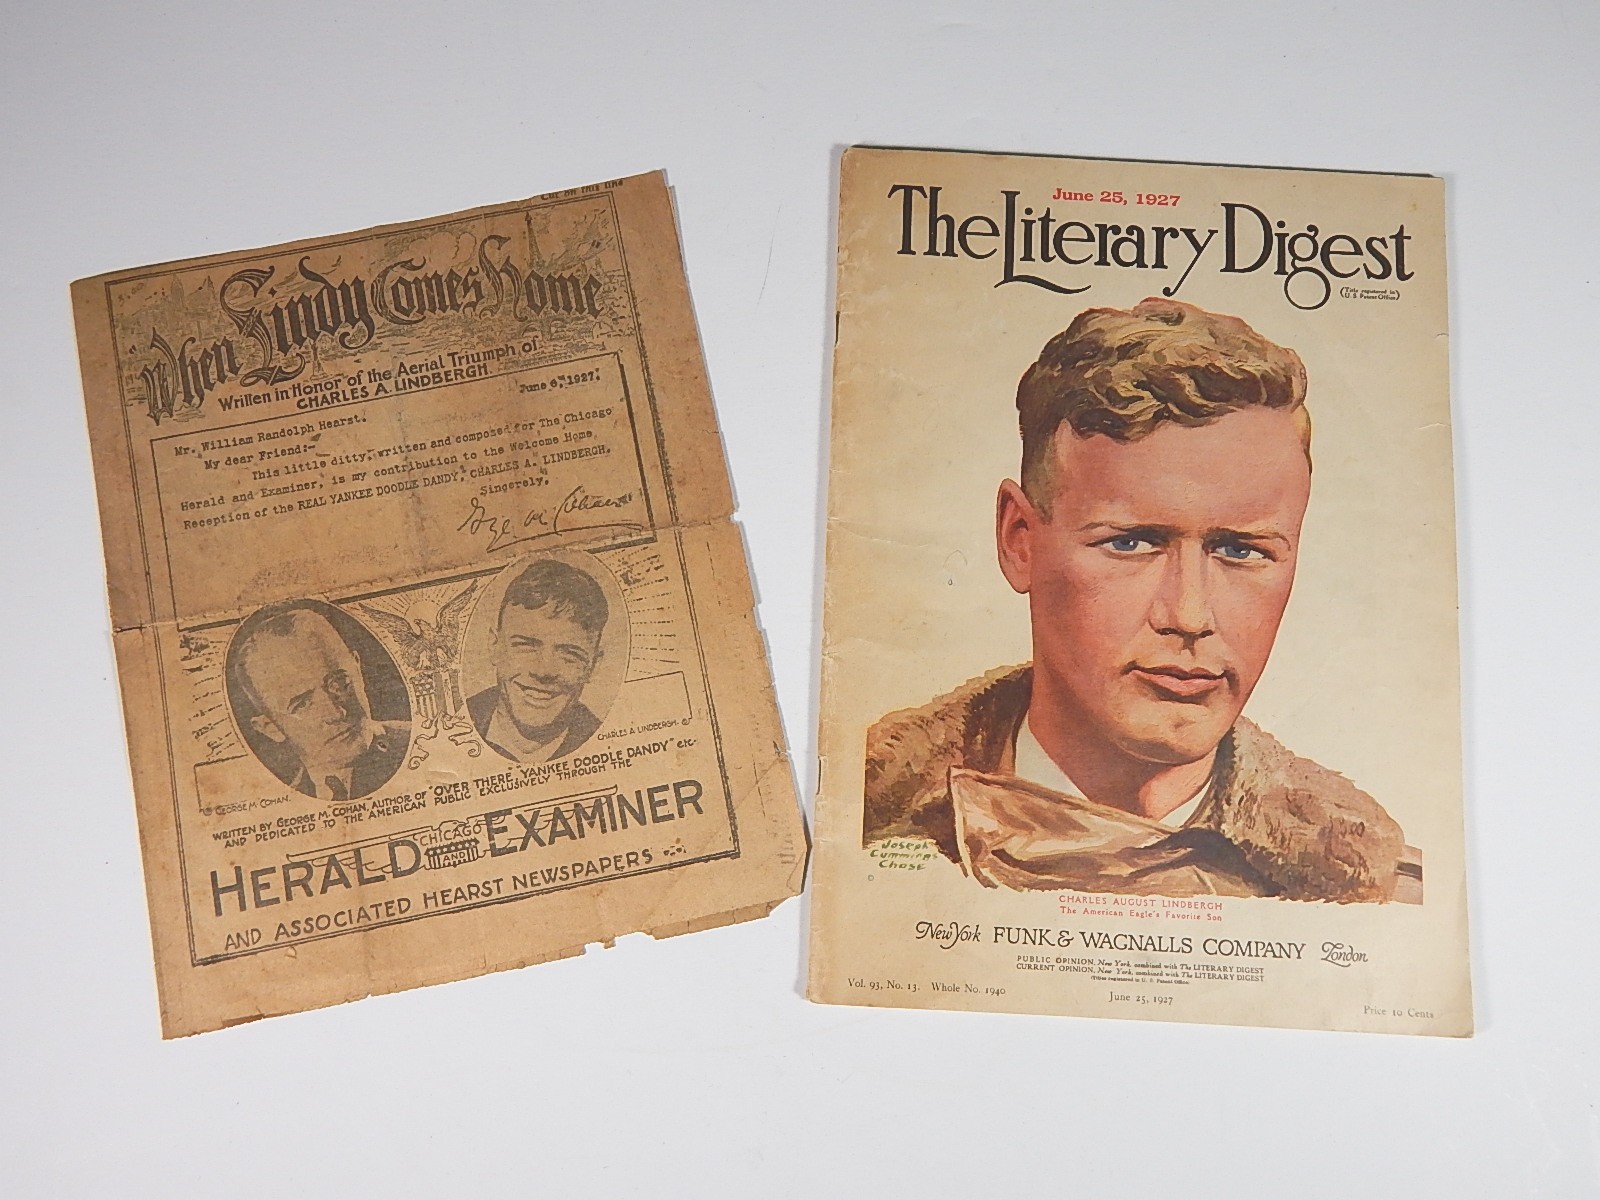 Cut on this line
When Lindy Comes Home
Written in Honor of the Aerial Triumph of
CHARLES A. LINDBERGH.
June 6, 1927.
Mr. William Randolph Hearst.
My dear Friend:-
This little ditty, written and composed for The Chicago
Herald and Examiner, is my contribution to the Welcome Home
Reception of the REAL YANKEE DOODLE DANDY, CHARLES A. LINDBERGH.
Sincerely,
Geo. M. Cohan
GEORGE M COHAN.
CHARLES A LINDBERGH.
WRITTEN BY GEORGE M. COHAN, AUTHOR OF "OVER THERE" "YANKEE DOODLE DANDY" etc.
AND DEDICATED TO THE AMERICAN PUBLIC EXCLUSIVELY THROUGH THE
CHICAGO
HERALD AND EXAMINER
AND ASSOCIATED HEARST NEWSPAPERS
June 25, 1927
The Literary Digest
(Title registered in
U. S. Patent Office)
Joseph
Cummings
Chase
CHARLES AUGUST LINDBERGH
The American Eagle's Favorite Son
New York FUNK & WAGNALLS COMPANY London
PUBLIC OPINION, New York, combined with The LITERARY DIGEST
CURRENT OPINION, New York, combined with The LITERARY DIGEST
(Titles registered in U. S. Patent Office)
Vol. 93, No. 13. Whole No. 1940
June 25, 1927
Price 10 Cents